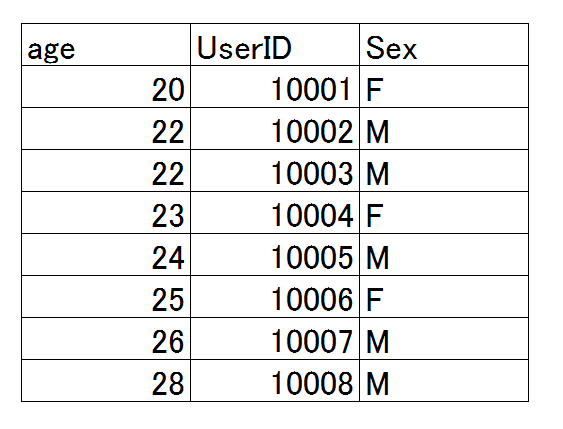 age UserID Sex
20 10001 F
22 10002 M
22 10003 M
23 10004 F
24 10005 M
25 10006 F
26 10007 M
28 10008 M